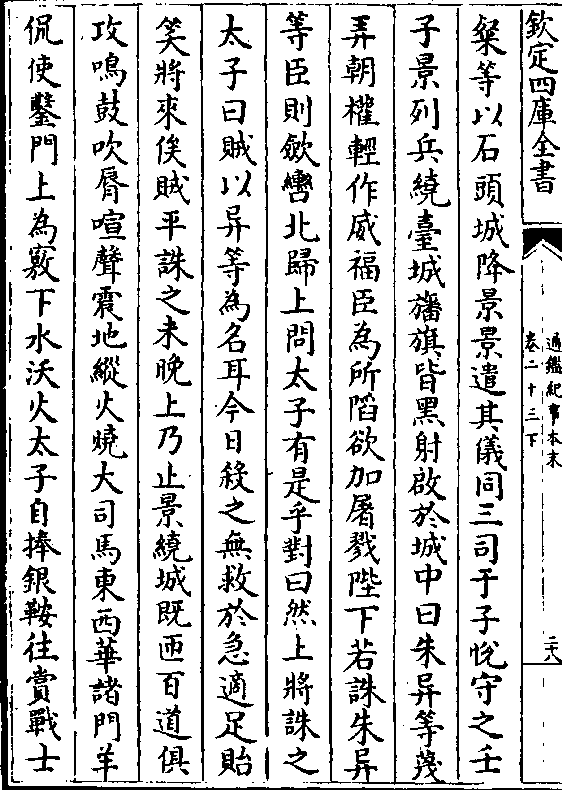 欽定四庫全書
通鑑紀事本末
卷二十三下
二十八
粲等以石頭城降景景遣其儀同三司于子悅守之壬
子景列兵繞臺城旛旗皆黑射啟於城中曰朱异等蔑
弄朝權輕作威福臣為所陷欲加屠戮陛下若誅朱异
等臣則歛轡北歸上問太子有是乎對曰然上將誅之
太子曰賊以异等為名耳今日殺之無救於急適足貽
笑將來俟賊平誅之未晚上乃止景繞城既匝百道俱
攻鳴鼓吹脣喧聲震地縱火燒大司馬東西華諸門羊
侃使鑿門上為竅下水沃火太子自捧銀鞍往賞戰士